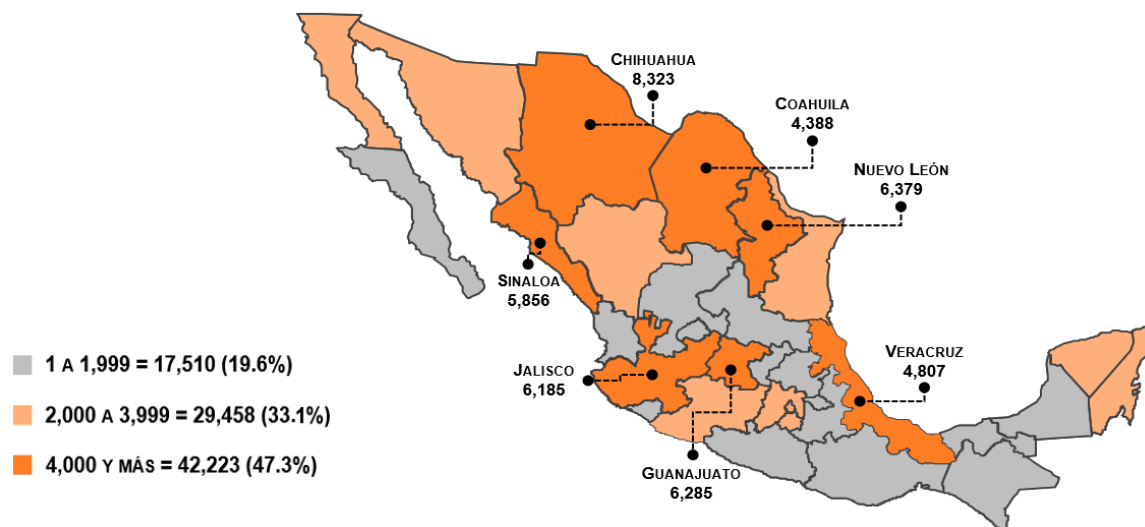 CHIHUAHUA
8,323
COAHUILA
4,388
NUEVO LEÓN
6,379
SINALOA
5,856
JALISCO
6,185
VERACRUZ
4,807
GUANAJUATO
6,285
1 A 1,999 = 17,510 (19.6%)
2,000 A 3,999 = 29,458 (33.1%)
4,000 Y MÁS = 42,223 (47.3%)